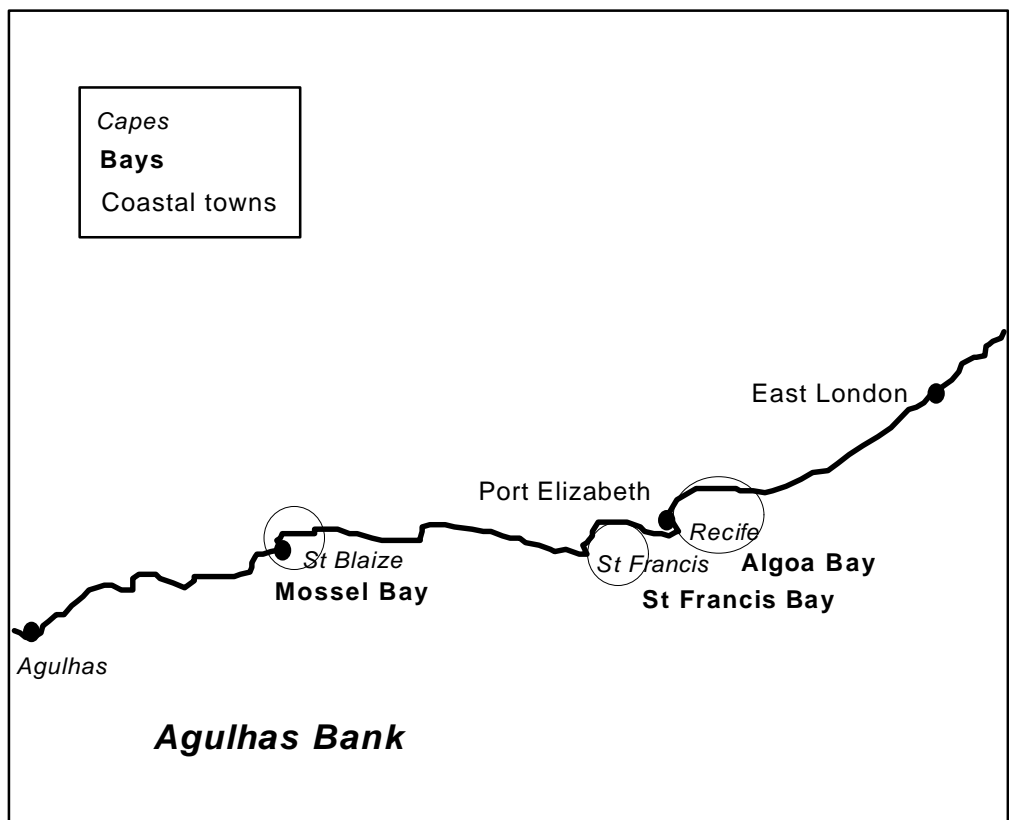 Capes
Bays
Coastal towns
East London
Port Elizabeth
Recife
St Blaize
St Francis
Algoa Bay
Mossel Bay
St Francis Bay
Agulhas
Agulhas Bank